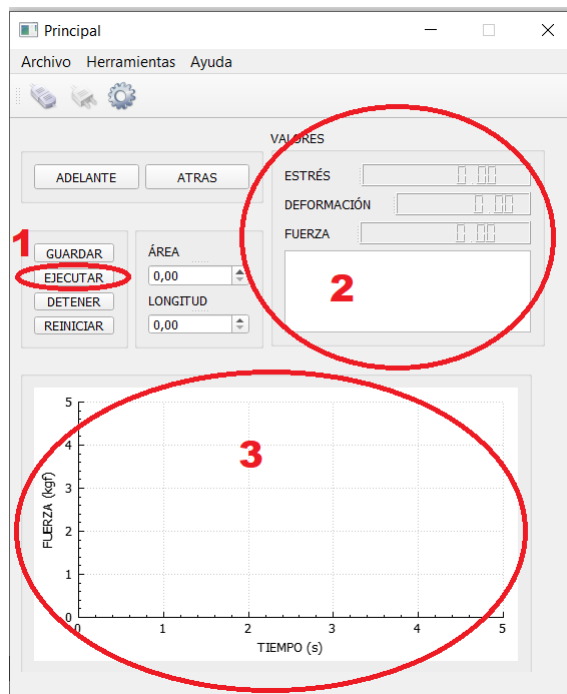 Principal
Archivo Herramientas Ayuda
VALORES
ADELANTE ATRAS
ESTRÉS 0.00
DEFORMACIÓN 0.00
FUERZA 0.00
1
GUARDAR
EJECUTAR
DETENER
REINICIAR
ÁREA
0,00
LONGITUD
0,00
2
3
5
4
3
2
1
0
FUERZA (kgf)
0 1 2 3 4 5
TIEMPO (s)